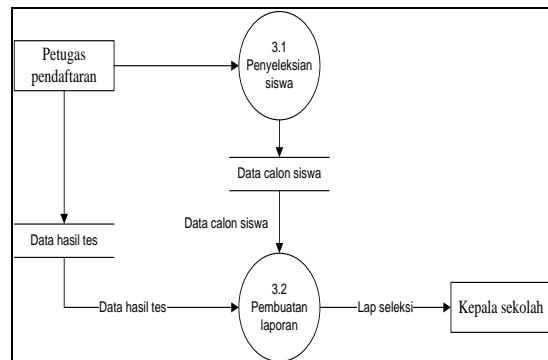 Petugas
pendaftaran
3.1
Penyeleksian
siswa
Data calon siswa
Data calon siswa
Data hasil tes
Data hasil tes
3.2
Pembuatan
laporan
Lap seleksi
Kepala sekolah